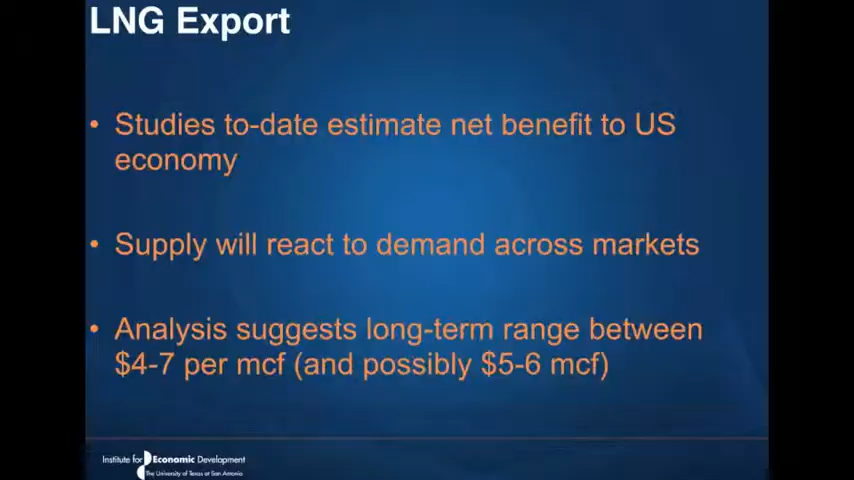 LNG Export
• Studies to-date estimate net benefit to US
economy
• Supply will react to demand across markets
• Analysis suggests long-term range between
$4-7 per mcf (and possibly $5-6 mcf)
Institute for Economic Development
The University of Texas at San Antonio